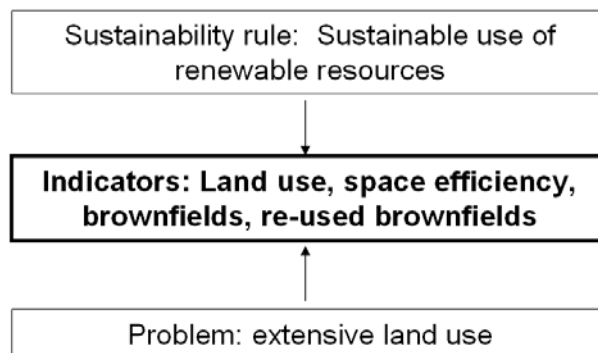 Sustainability rule:  Sustainable use of
renewable resources
Indicators: Land use, space efficiency,
brownfields, re-used brownfields
Problem: extensive land use